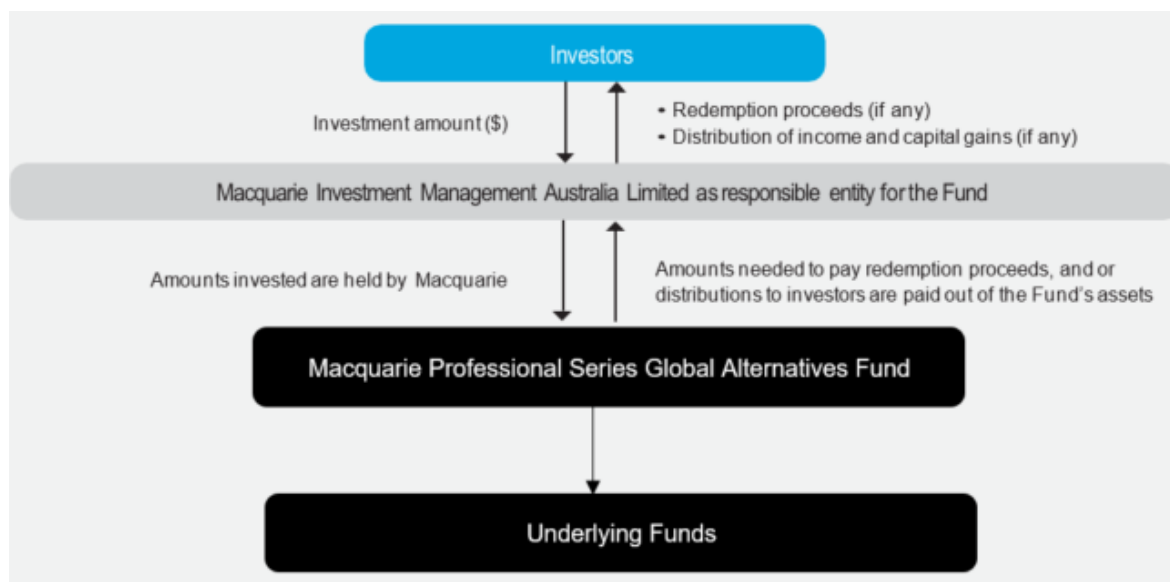 Investors
Investment amount ($)
• Redemption proceeds (if any)
• Distribution of income and capital gains (if any)
Macquarie Investment Management Australia Limited as responsible entity for the Fund
Amounts invested are held by Macquarie
Amounts needed to pay redemption proceeds, and or
distributions to investors are paid out of the Fund's assets
Macquarie Professional Series Global Alternatives Fund
Underlying Funds